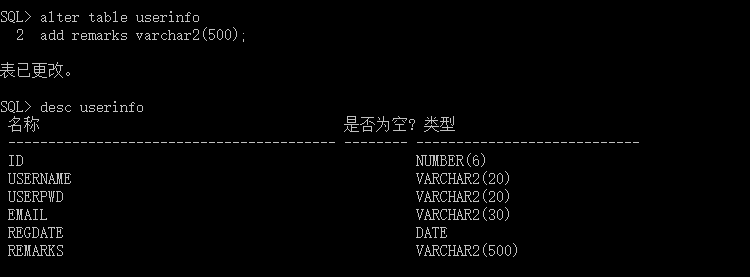 SQL> alter table userinfo
  2  add remarks varchar2(500);
表已更改。
SQL> desc userinfo
名称 是否为空? 类型
----------------------------------------- -------- ----------------------------
ID NUMBER(6)
USERNAME VARCHAR2(20)
USERPWD VARCHAR2(20)
EMAIL VARCHAR2(30)
REGDATE DATE
REMARKS VARCHAR2(500)